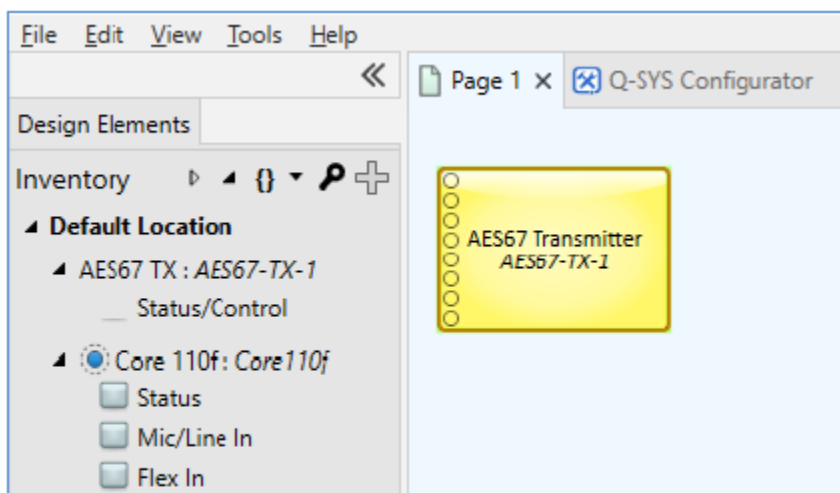 File Edit View Tools Help
Page 1 Q-SYS Configurator
Design Elements
Inventory {}
Default Location
AES67 TX : AES67-TX-1
Status/Control
Core 110f : Core110f
Status
Mic/Line In
Flex In
AES67 Transmitter
AES67-TX-1